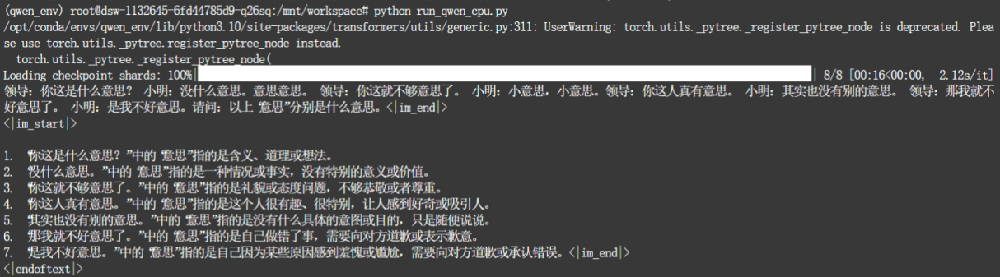 (qwen_env) root@dsw-1132645-6fd44785d9-q26sq:/mnt/workspace# python run_qwen_cpu.py
/opt/conda/envs/qwen_env/lib/python3.10/site-packages/transformers/utils/generic.py:311: UserWarning: torch.utils._pytree._register_pytree_node is deprecated. Plea
se use torch.utils._pytree.register_pytree_node instead.
  torch.utils._pytree._register_pytree_node(
Loading checkpoint shards: 100%| | 8/8 [00:16<00:00,  2.12s/it]
领导：你这是什么意思？ 小明：没什么意思。意思意思。 领导：你这就不够意思了。 小明：小意思，小意思。领导：你这人真有意思。 小明：其实也没有别的意思。 领导：那我就不
好意思了。 小明：是我不好意思。请问：以上“意思”分别是什么意思。<|im_end|>
<|im_start|>
1. “你这是什么意思？”中的“意思”指的是含义、道理或想法。
2. “没什么意思。”中的“意思”指的是一种情况或事实，没有特别的意义或价值。
3. “你这就不够意思了。”中的“意思”指的是礼貌或态度问题，不够恭敬或者尊重。
4. “你这人真有意思。”中的“意思”指的是这个人很有趣、很特别，让人感到好奇或吸引人。
5. “其实也没有别的意思。”中的“意思”指的是没有什么具体的意图或目的，只是随便说说。
6. “那我就不好意思了。”中的“意思”指的是自己做错了事，需要向对方道歉或表示歉意。
7. “是我不好意思。”中的“意思”指的是自己因为某些原因感到羞愧或尴尬，需要向对方道歉或承认错误。<|im_end|>
<|endoftext|>